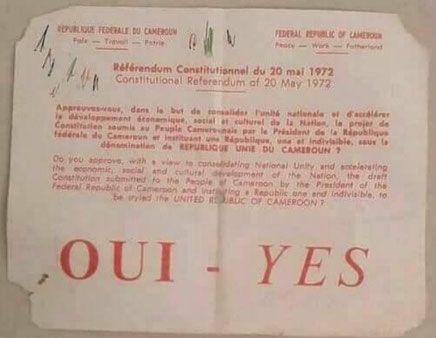 RÉPUBLIQUE FÉDÉRALE DU CAMEROUN
Paix — Travail — Patrie
FEDERAL REPUBLIC OF CAMEROON
Peace — Work — Fatherland
Référendum Constitutionnel du 20 mai 1972
Constitutional Referendum of 20 May 1972
Approuvez-vous, dans le but de consolider l'unité nationale et d'accélérer
le développement économique, social et culturel de la Nation, le projet de
Constitution soumis au Peuple Camerounais par le Président de la République
fédérale du Cameroun et instituant une République, une et indivisible, sous la
dénomination de REPUBLIQUE UNIE DU CAMEROUN ?
Do you approve, with a view to consolidating National Unity and accelerating
the economic, social and cultural development of the Nation, the draft
Constitution submitted to the People of Cameroon by the President of the
Federal Republic of Cameroon and instituting a Republic one and indivisible, to
be styled the UNITED REPUBLIC OF CAMEROON ?
OUI - YES